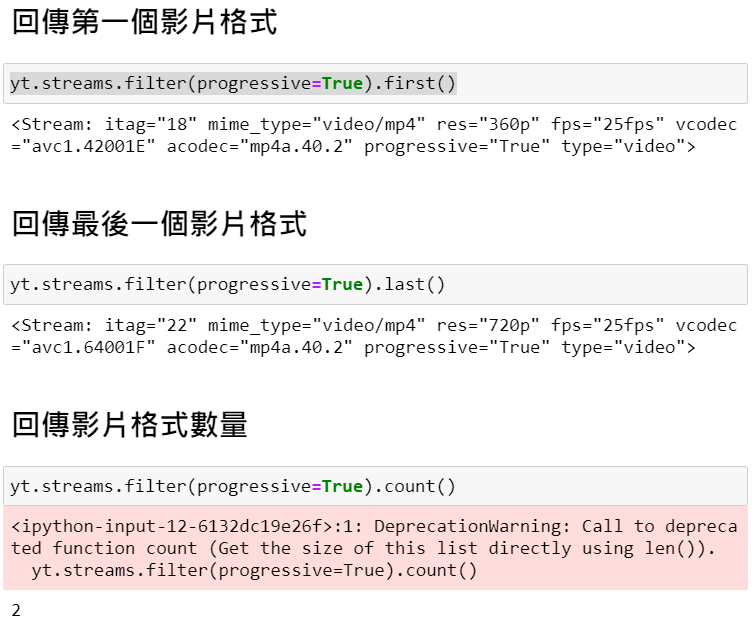 回傳第一個影片格式
yt.streams.filter(progressive=True).first()
<Stream: itag="18" mime_type="video/mp4" res="360p" fps="25fps" vcodec
="avc1.42001E" acodec="mp4a.40.2" progressive="True" type="video">
回傳最後一個影片格式
yt.streams.filter(progressive=True).last()
<Stream: itag="22" mime_type="video/mp4" res="720p" fps="25fps" vcodec
="avc1.64001F" acodec="mp4a.40.2" progressive="True" type="video">
回傳影片格式數量
yt.streams.filter(progressive=True).count()
<ipython-input-12-6132dc19e26f>:1: DeprecationWarning: Call to depreca
ted function count (Get the size of this list directly using len()).
  yt.streams.filter(progressive=True).count()
2